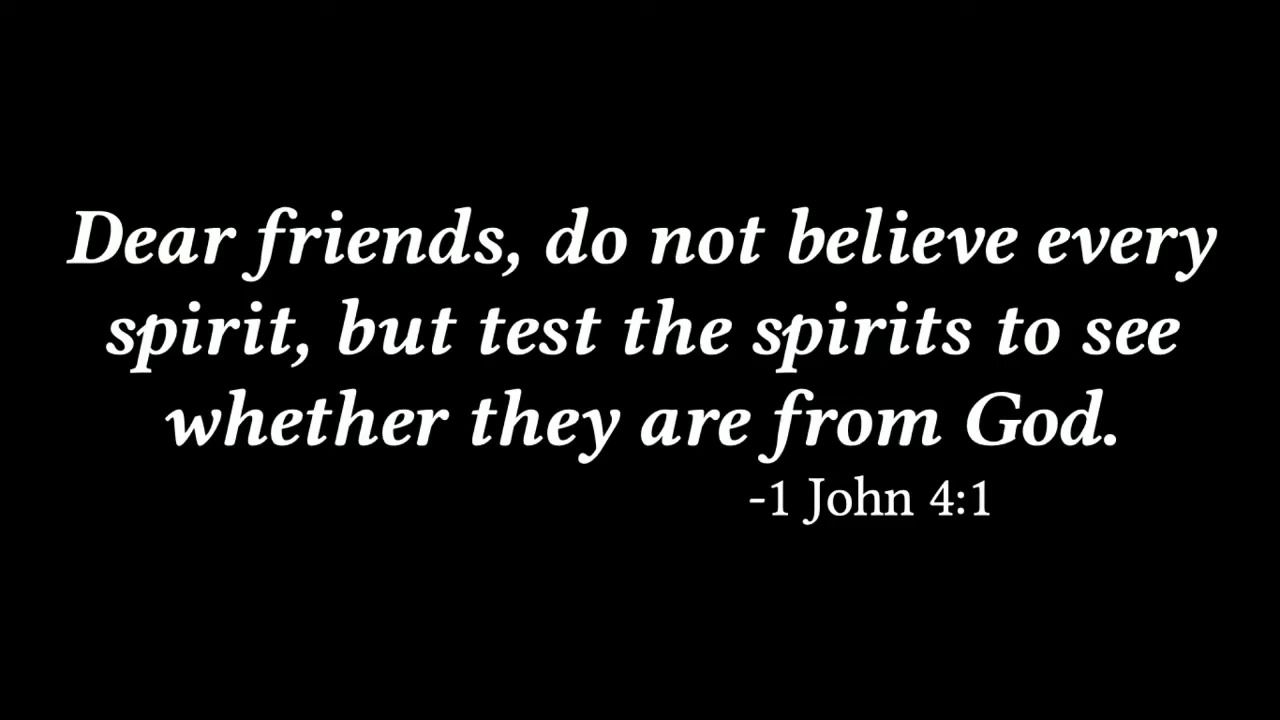 Dear friends, do not believe every
spirit, but test the spirits to see
whether they are from God.
-1 John 4:1